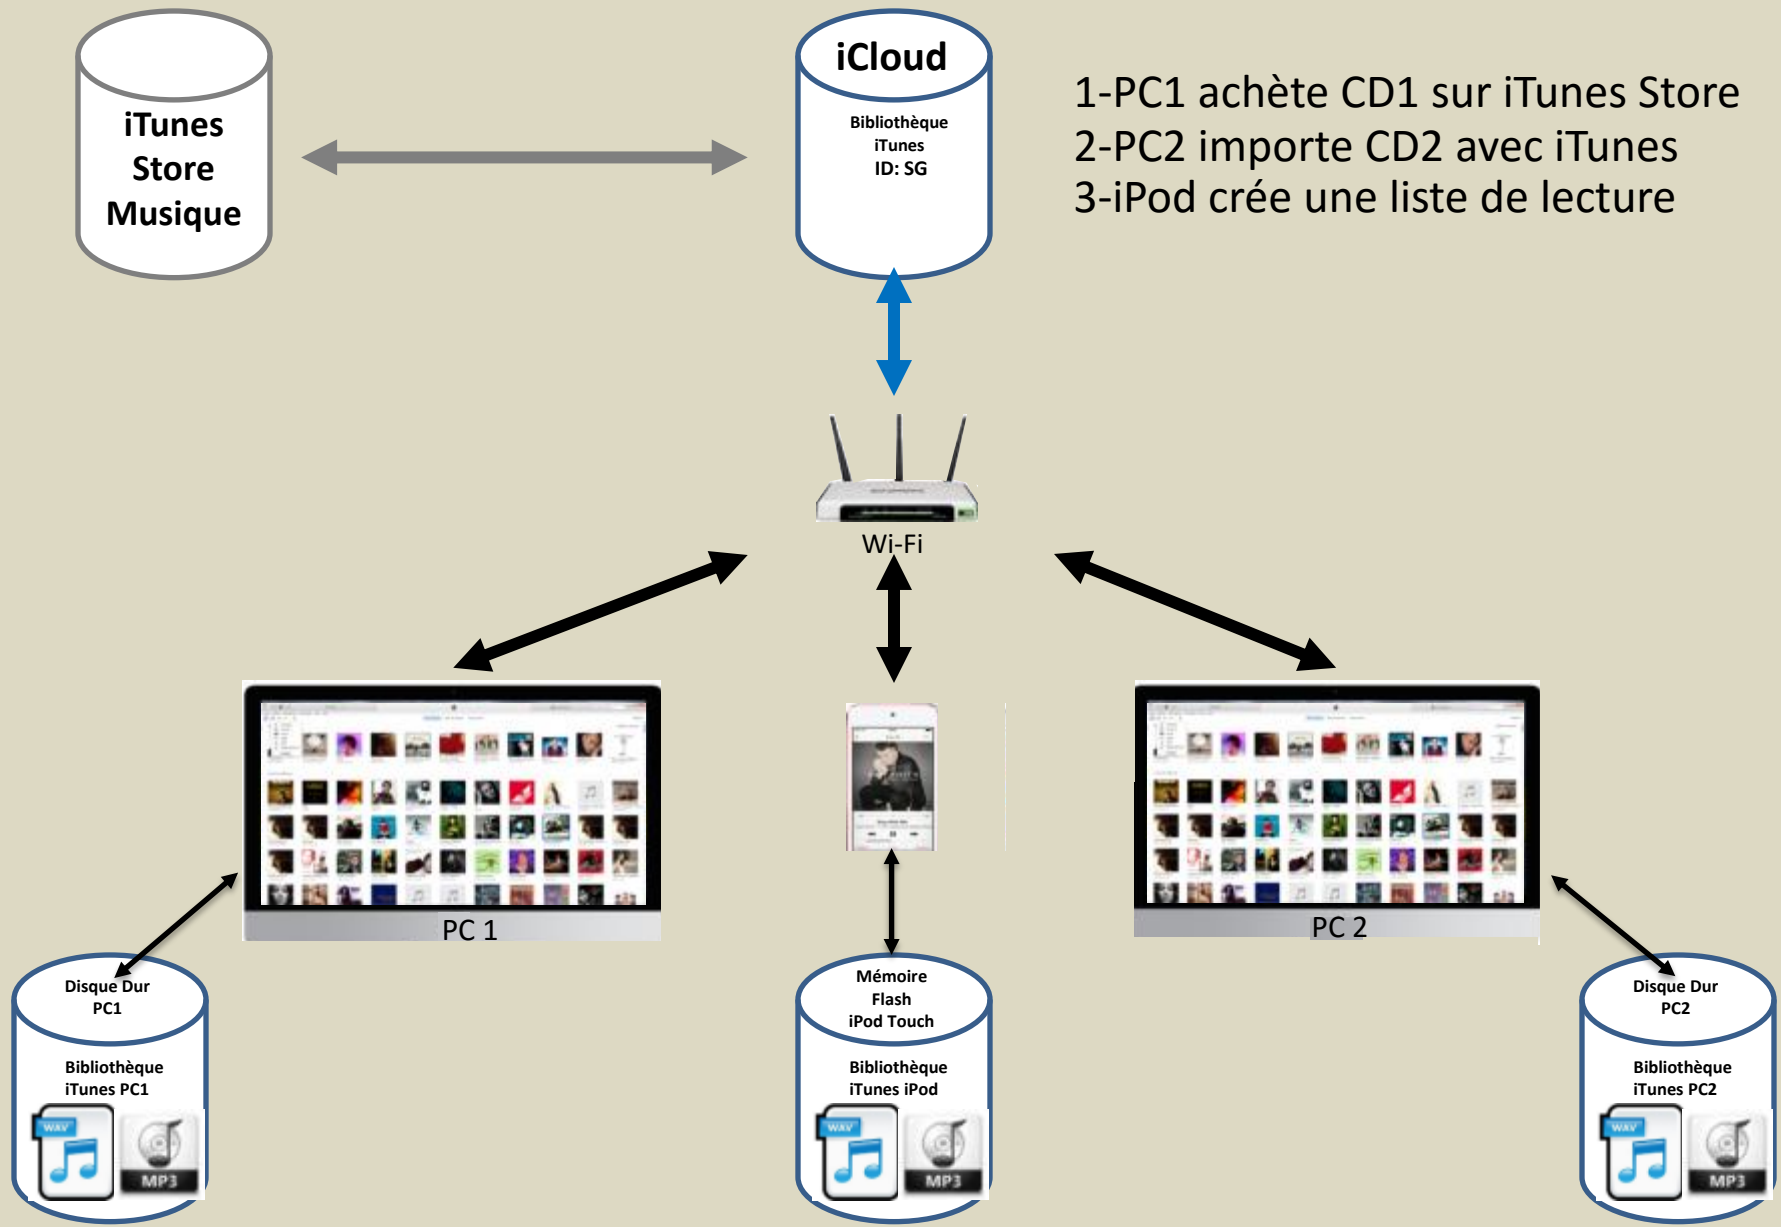 iTunes
Store
Musique
iCloud
Bibliothèque
iTunes
ID: SG
1-PC1 achète CD1 sur iTunes Store
2-PC2 importe CD2 avec iTunes
3-iPod crée une liste de lecture
Wi-Fi
PC 1
PC 2
Disque Dur
PC1
Bibliothèque
iTunes PC1
WAV
MP3
Mémoire
Flash
iPod Touch
Bibliothèque
iTunes iPod
WAV
MP3
Disque Dur
PC2
Bibliothèque
iTunes PC2
WAV
MP3